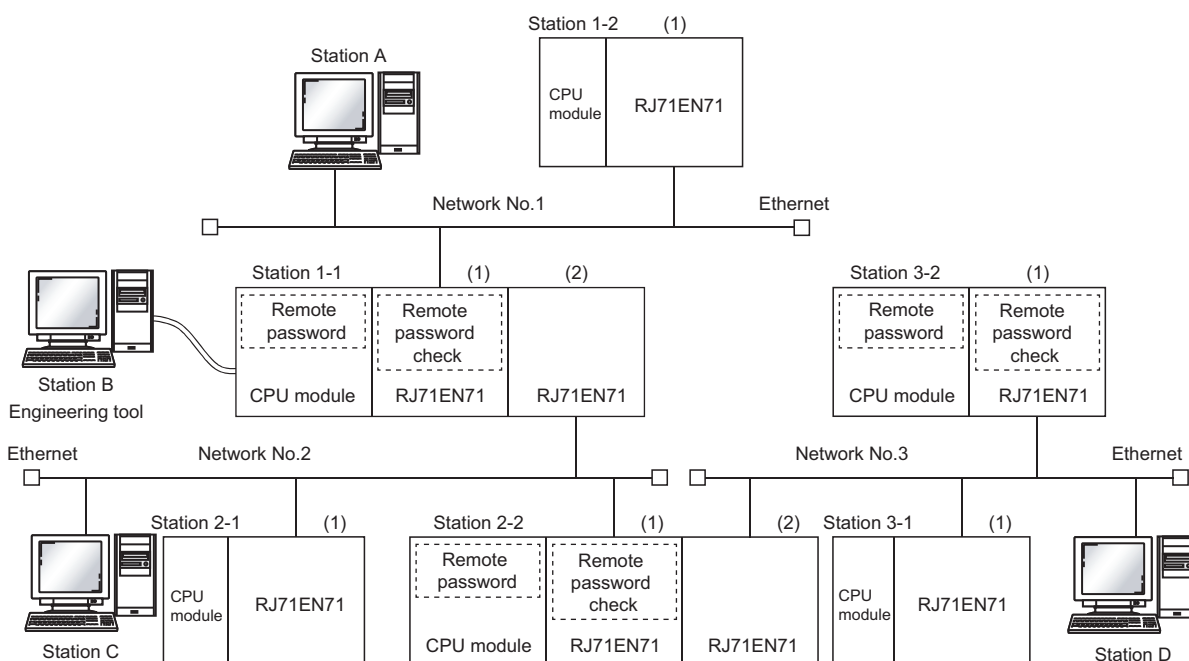 Station 1-2 (1)
Station A
CPU
module
RJ71EN71
Network No.1
Ethernet
Station 1-1 (1) (2)
Remote
password
CPU module
Remote
password
check
RJ71EN71
RJ71EN71
Station B
Engineering tool
Station 3-2 (1)
Remote
password
CPU module
Remote
password
check
RJ71EN71
Ethernet
Network No.2
Network No.3
Ethernet
Station C
Station 2-1 (1)
CPU
module
RJ71EN71
Station 2-2 (1) (2)
Remote
password
CPU module
Remote
password
check
RJ71EN71
RJ71EN71
Station 3-1 (1)
CPU
module
RJ71EN71
Station D